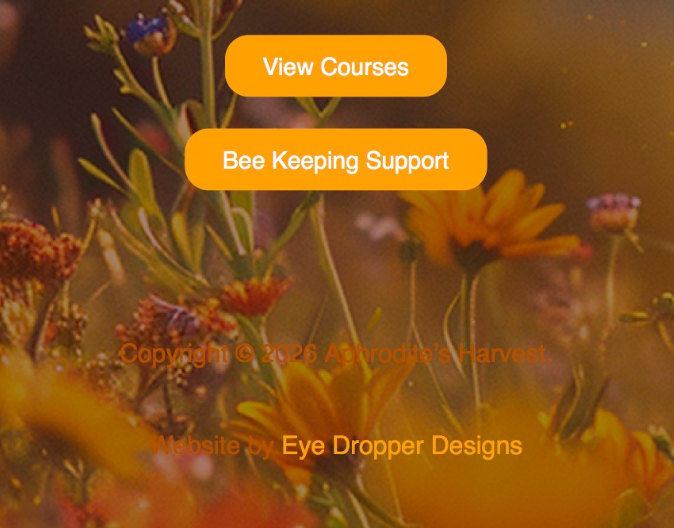 View Courses
Bee Keeping Support
Copyright © 2026 Aphrodite's Harvest.
Website by Eye Dropper Designs